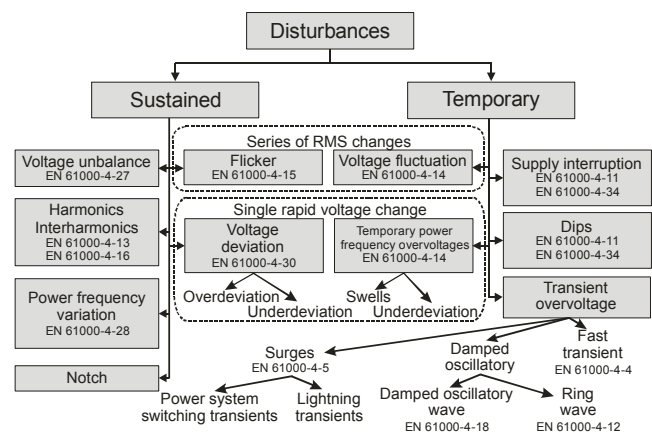 Disturbances
Sustained
Temporary
Series of RMS changes
Voltage unbalance
EN 61000-4-27
Flicker
EN 61000-4-15
Voltage fluctuation
EN 61000-4-14
Supply interruption
EN 61000-4-11
EN 61000-4-34
Harmonics
Interharmonics
EN 61000-4-13
EN 61000-4-16
Single rapid voltage change
Voltage
deviation
EN 61000-4-30
Temporary power
frequency overvoltages
EN 61000-4-14
Dips
EN 61000-4-11
EN 61000-4-34
Overdeviation
Underdeviation
Swells
Underdeviation
Power frequency
variation
EN 61000-4-28
Transient
overvoltage
Notch
Surges
EN 61000-4-5
Damped
oscillatory
Fast
transient
EN 61000-4-4
Power system
switching transients
Lightning
transients
Damped oscillatory
wave
EN 61000-4-18
Ring
wave
EN 61000-4-12